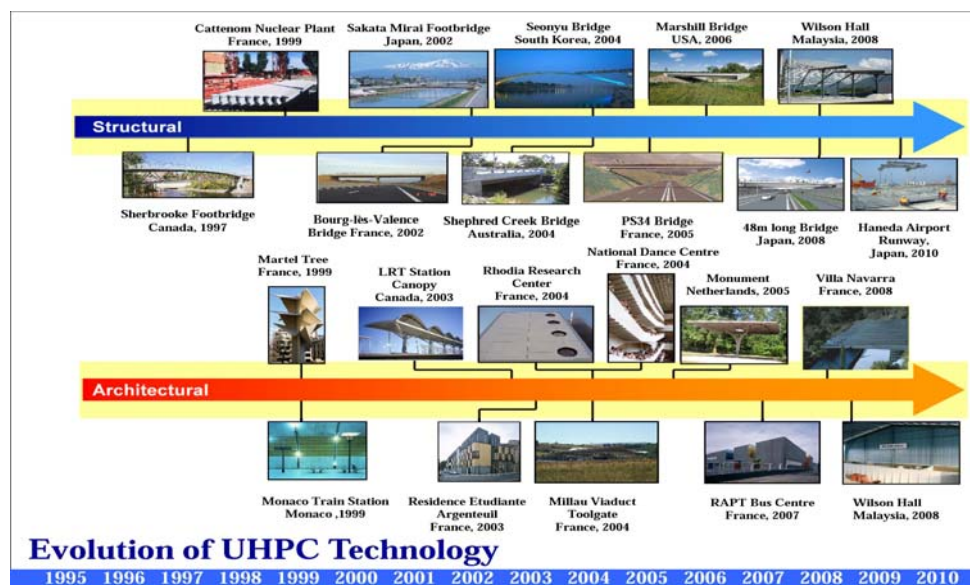 Cattenom Nuclear Plant
France, 1999
Sakata Mirai Footbridge
Japan, 2002
Seonyu Bridge
South Korea, 2004
Marshill Bridge
USA, 2006
Wilson Hall
Malaysia, 2008
Structural
Sherbrooke Footbridge
Canada, 1997
Bourg-lès-Valence
Bridge France, 2002
Shephred Creek Bridge
Australia, 2004
PS34 Bridge
France, 2005
48m long Bridge
Japan, 2008
Haneda Airport
Runway,
Japan, 2010
Martel Tree
France, 1999
LRT Station
Canopy
Canada, 2003
Rhodia Research
Center
France, 2004
National Dance Centre
France, 2004
Monument
Netherlands, 2005
Villa Navarra
France, 2008
Architectural
Monaco Train Station
Monaco ,1999
Residence Etudiante
Argenteuil
France, 2003
Millau Viaduct
Toolgate
France, 2004
RAPT Bus Centre
France, 2007
Wilson Hall
Malaysia, 2008
Evolution of UHPC Technology
1995 1996 1997 1998 1999 2000 2001 2002 2003 2004 2005 2006 2007 2008 2009 2010